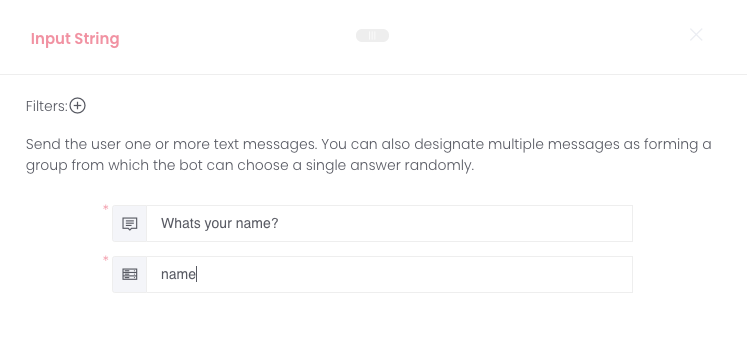 Input String
Filters:
Send the user one or more text messages. You can also designate multiple messages as forming a
group from which the bot can choose a single answer randomly.
* Whats your name?
* name